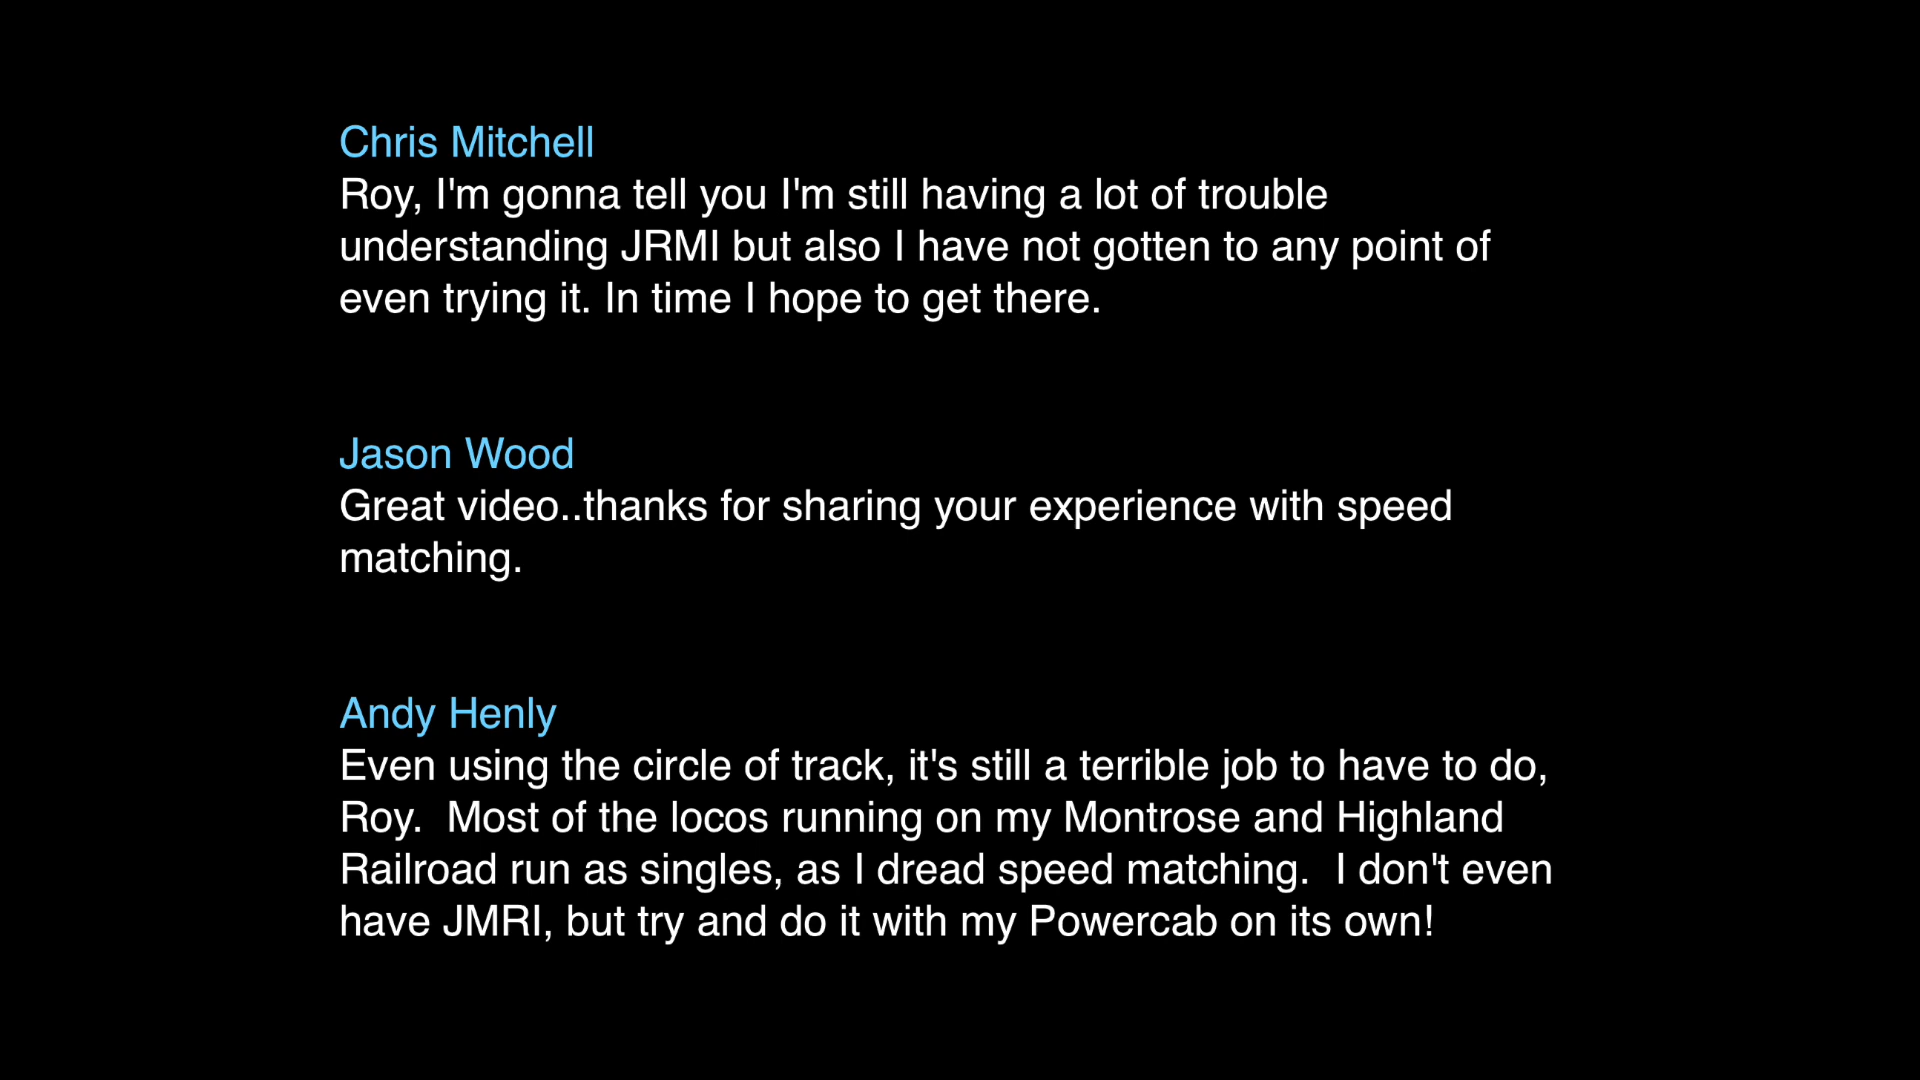 Chris Mitchell
Roy, I'm gonna tell you I'm still having a lot of trouble
understanding JRMI but also I have not gotten to any point of
even trying it. In time I hope to get there.
Jason Wood
Great video..thanks for sharing your experience with speed
matching.
Andy Henly
Even using the circle of track, it's still a terrible job to have to do,
Roy.  Most of the locos running on my Montrose and Highland
Railroad run as singles, as I dread speed matching.  I don't even
have JMRI, but try and do it with my Powercab on its own!